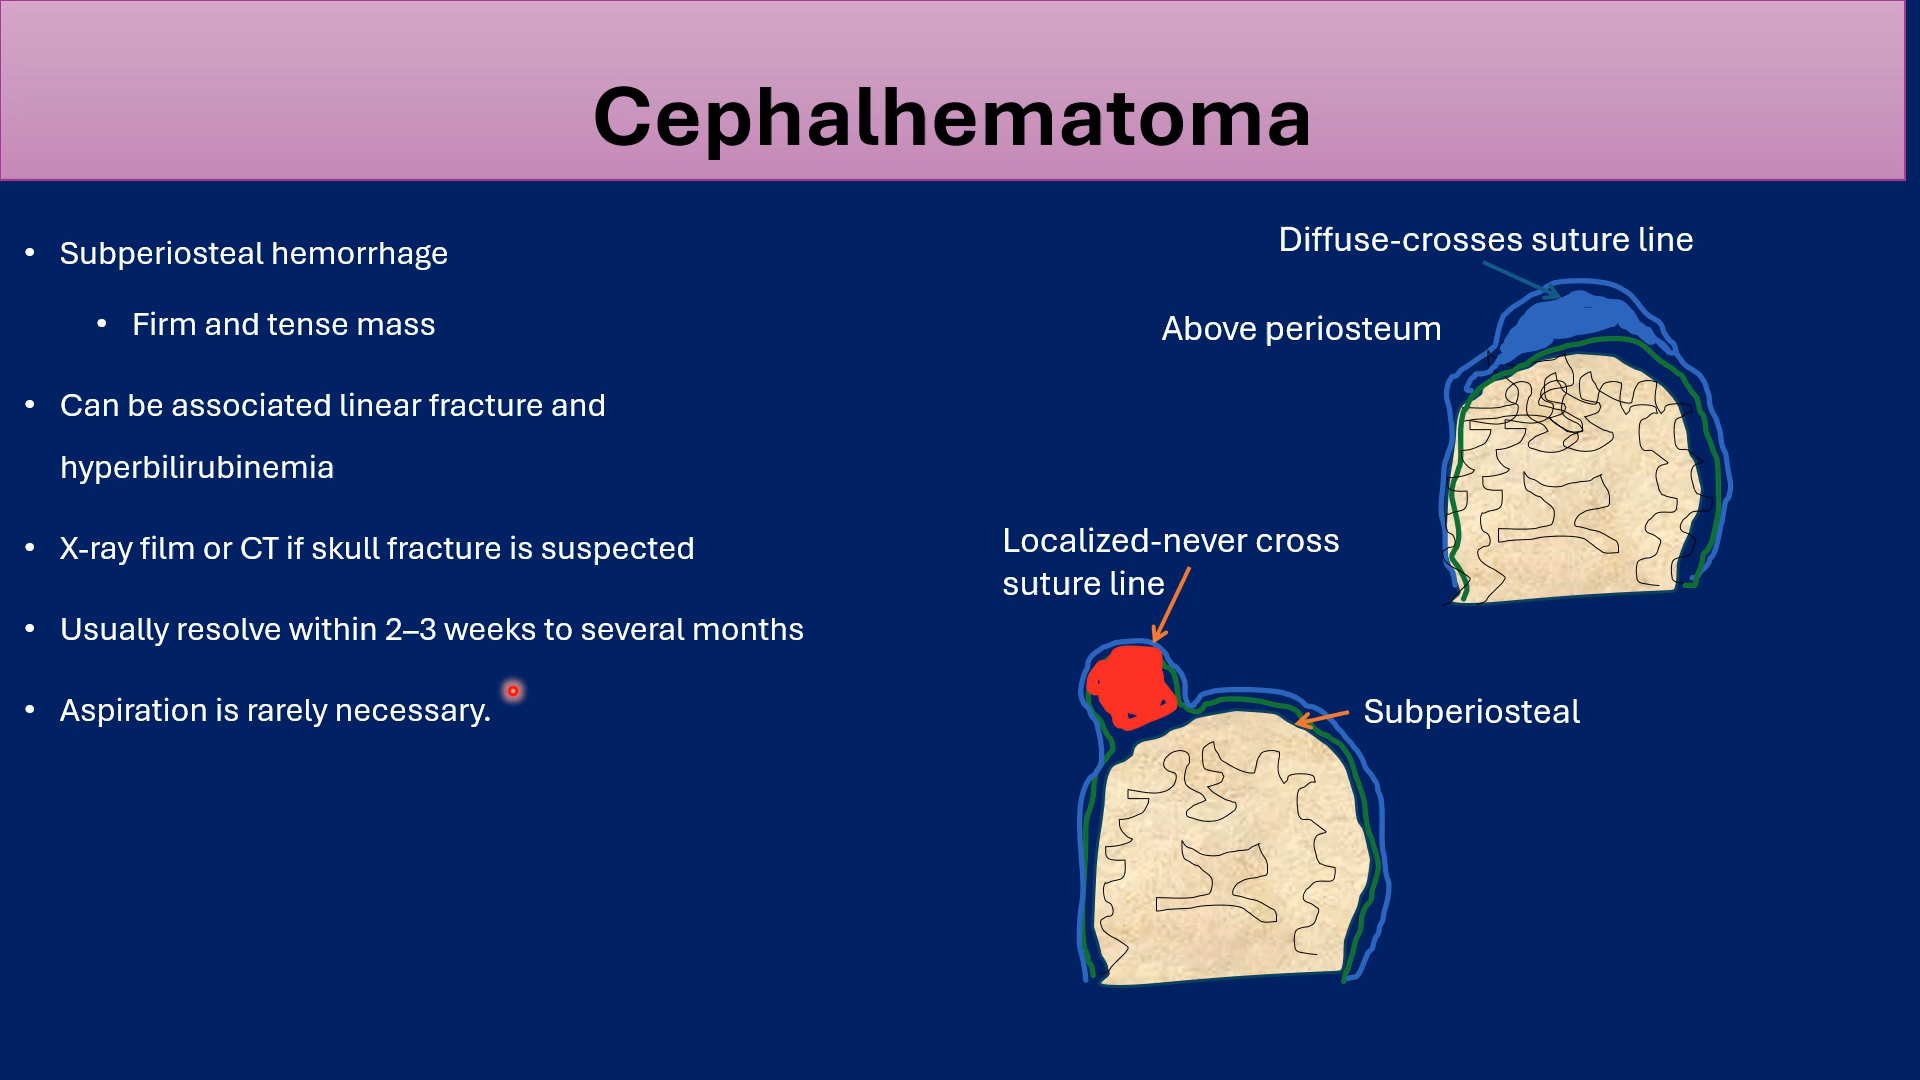 Cephalhematoma
• Subperiosteal hemorrhage
• Firm and tense mass
• Can be associated linear fracture and
hyperbilirubinemia
• X-ray film or CT if skull fracture is suspected
• Usually resolve within 2–3 weeks to several months
• Aspiration is rarely necessary.
Diffuse-crosses suture line
Above periosteum
Localized-never cross
suture line
Subperiosteal